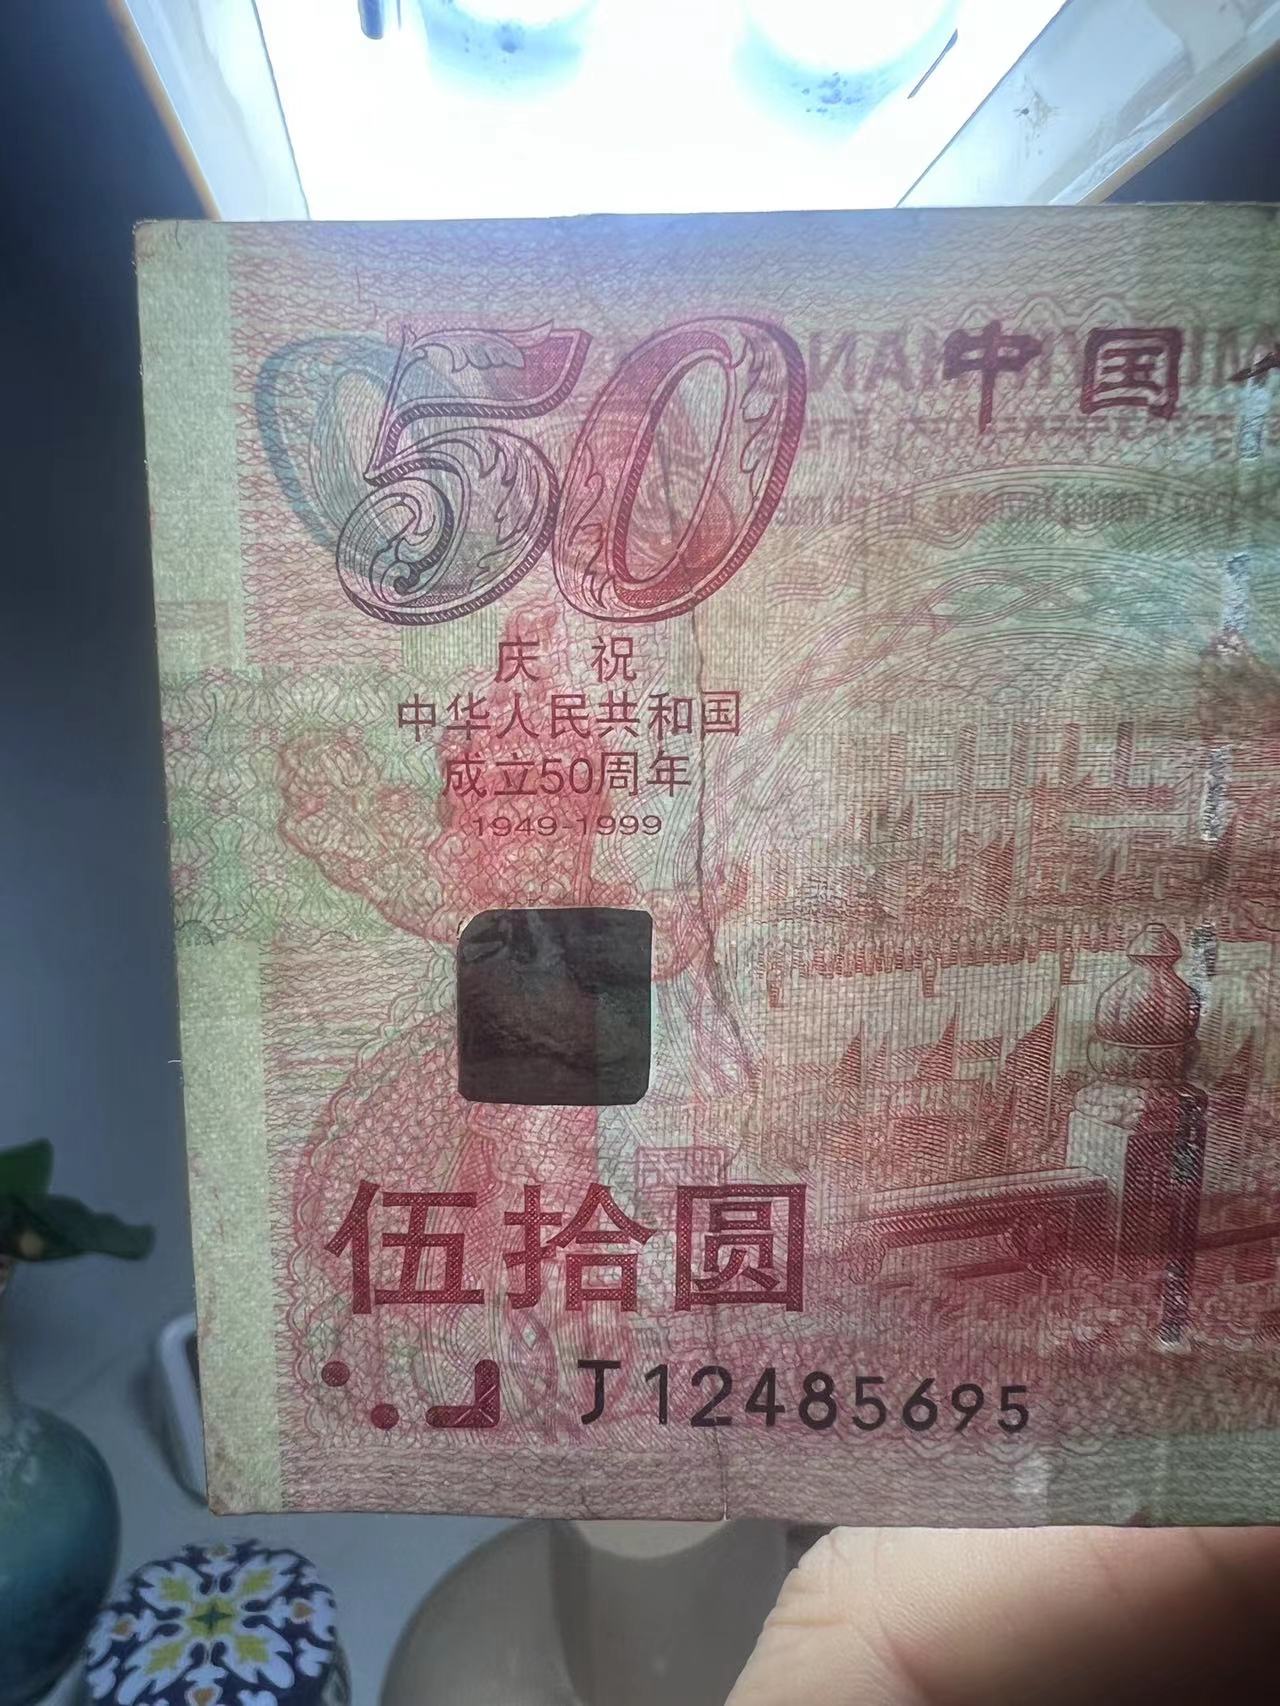 50
中国
庆 祝
中华人民共和国
成立50周年
1949-1999
伍拾圆
J12485695